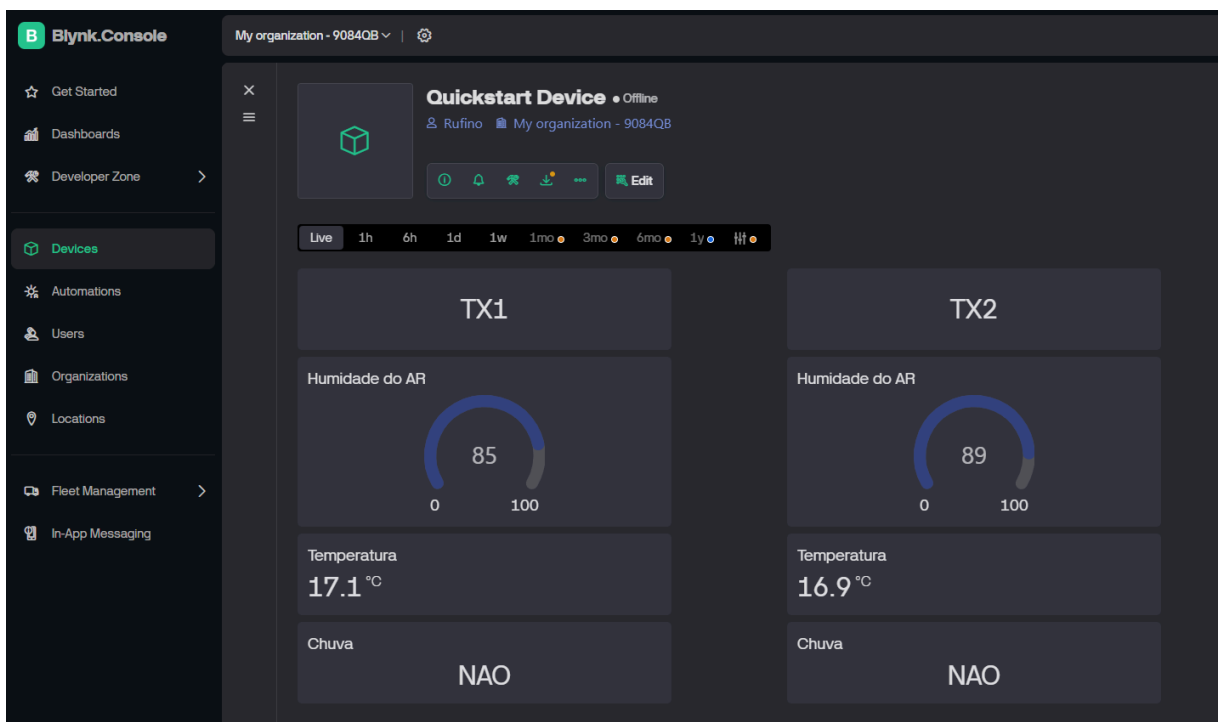 B Blynk.Console
My organization - 9084QB
Get Started
Dashboards
Developer Zone
Devices
Automations
Users
Organizations
Locations
Fleet Management
In-App Messaging
Quickstart Device • Offline
Rufino My organization - 9084QB
Edit
Live 1h 6h 1d 1w 1mo 3mo 6mo 1y
TX1
Humidade do AR
85
0 100
Temperatura
17.1 °C
Chuva
NAO
TX2
Humidade do AR
89
0 100
Temperatura
16.9 °C
Chuva
NAO